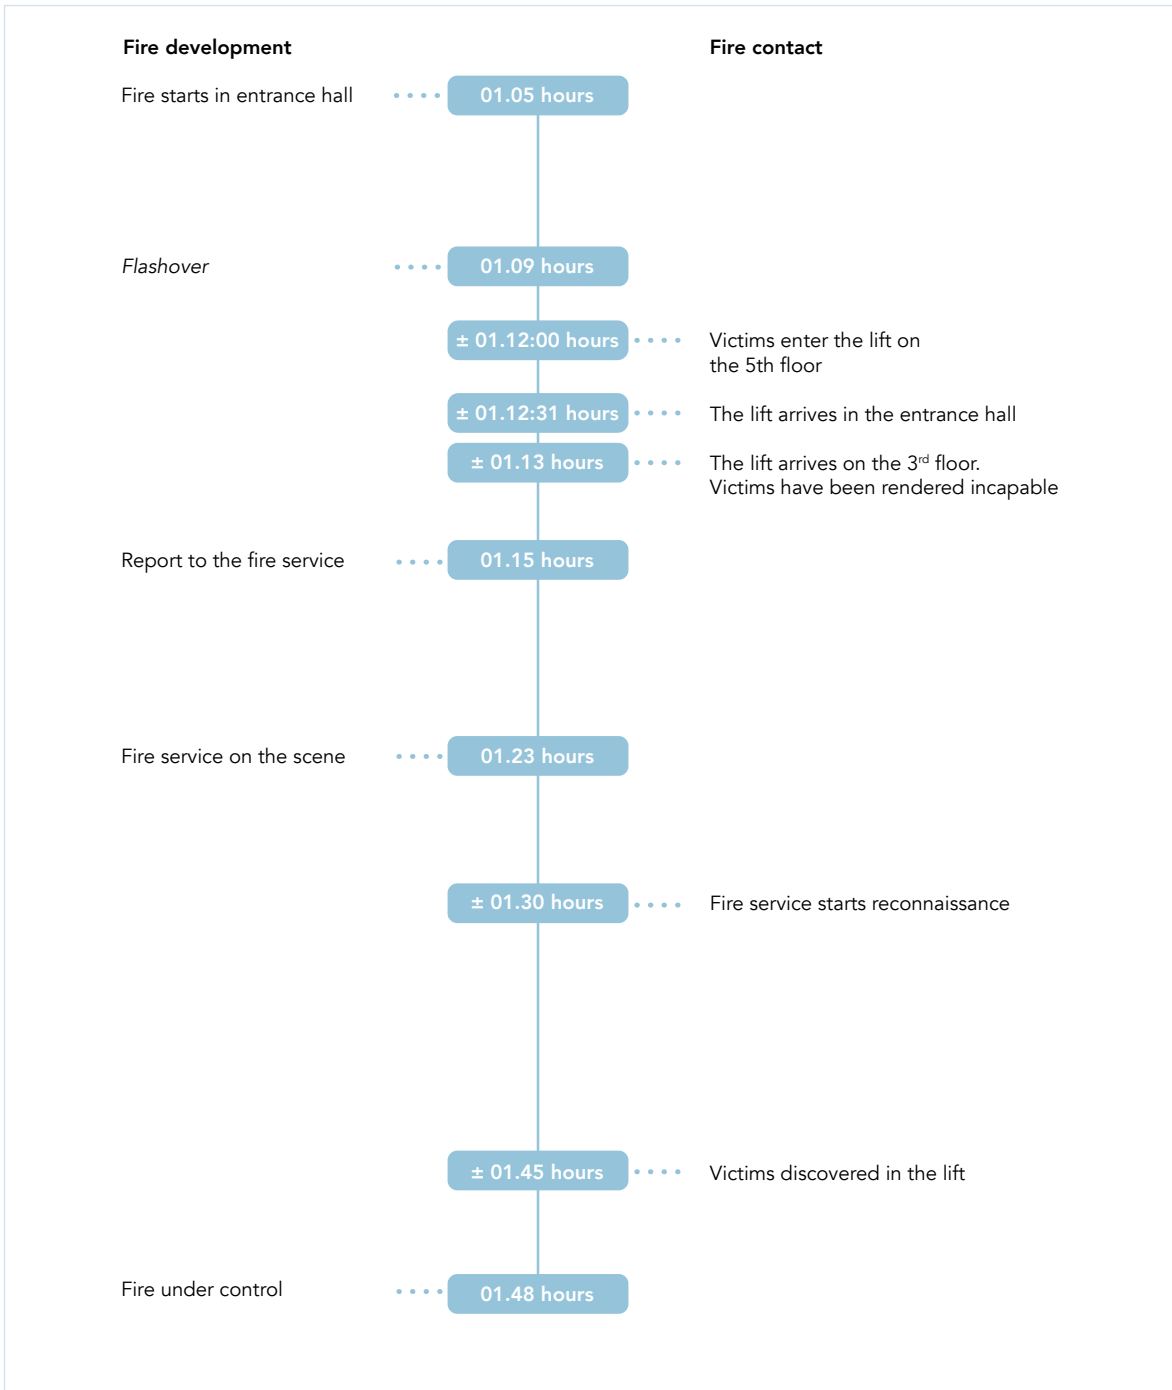 Fire development
Fire contact
Fire starts in entrance hall
01.05 hours
Flashover
01.09 hours
± 01.12:00 hours
Victims enter the lift on
the 5th floor
± 01.12:31 hours
The lift arrives in the entrance hall
± 01.13 hours
The lift arrives on the 3rd floor.
Victims have been rendered incapable
Report to the fire service
01.15 hours
Fire service on the scene
01.23 hours
± 01.30 hours
Fire service starts reconnaissance
± 01.45 hours
Victims discovered in the lift
Fire under control
01.48 hours